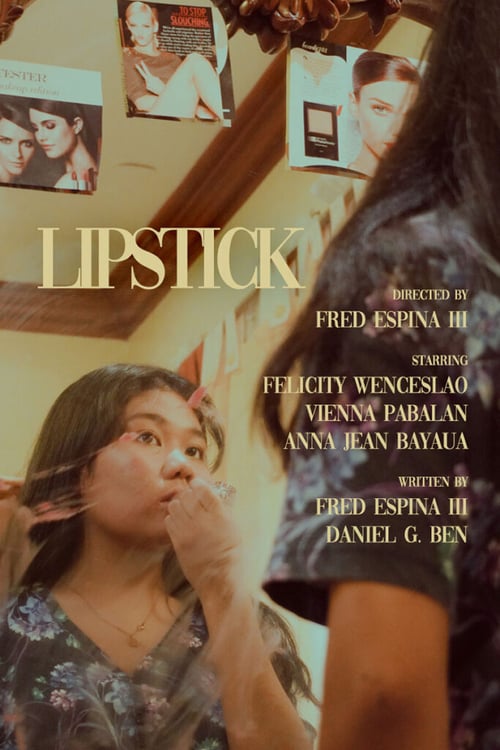 TO STOP
SLOUCHING.
LIPSTICK
DIRECTED BY
FRED ESPINA III
STARRING
FELICITY WENCESLAO
VIENNA PABALAN
ANNA JEAN BAYAUA
WRITTEN BY
FRED ESPINA III
DANIEL G. BEN